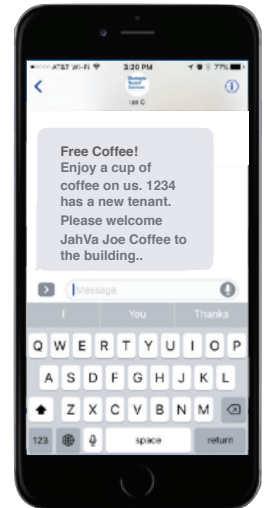 AT&T Wi-Fi 3:20 PM 77%
Free Coffee!
Enjoy a cup of
coffee on us. 1234
has a new tenant.
Please welcome
JahVa Joe Coffee to
the building..
iMessage
I You Thanks
Q W E R T Y U I O P
A S D F G H J K L
Z X C V B N M
123 space return